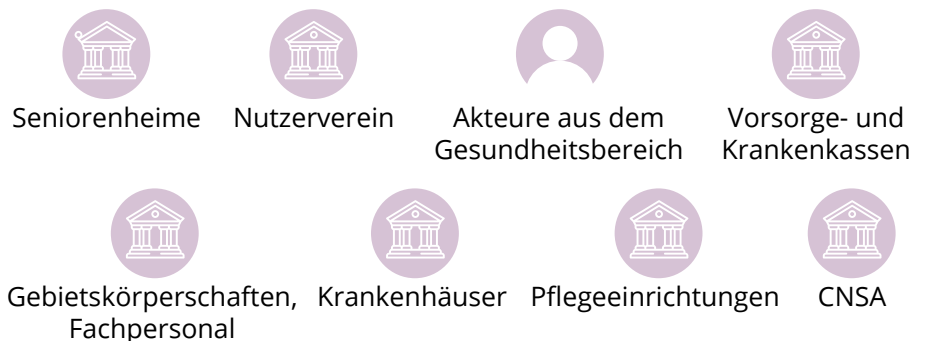 Seniorenheime
Nutzerverein
Akteure aus dem
Gesundheitsbereich
Vorsorge- und
Krankenkassen
Gebietskörperschaften,
Fachpersonal
Krankenhäuser
Pflegeeinrichtungen
CNSA